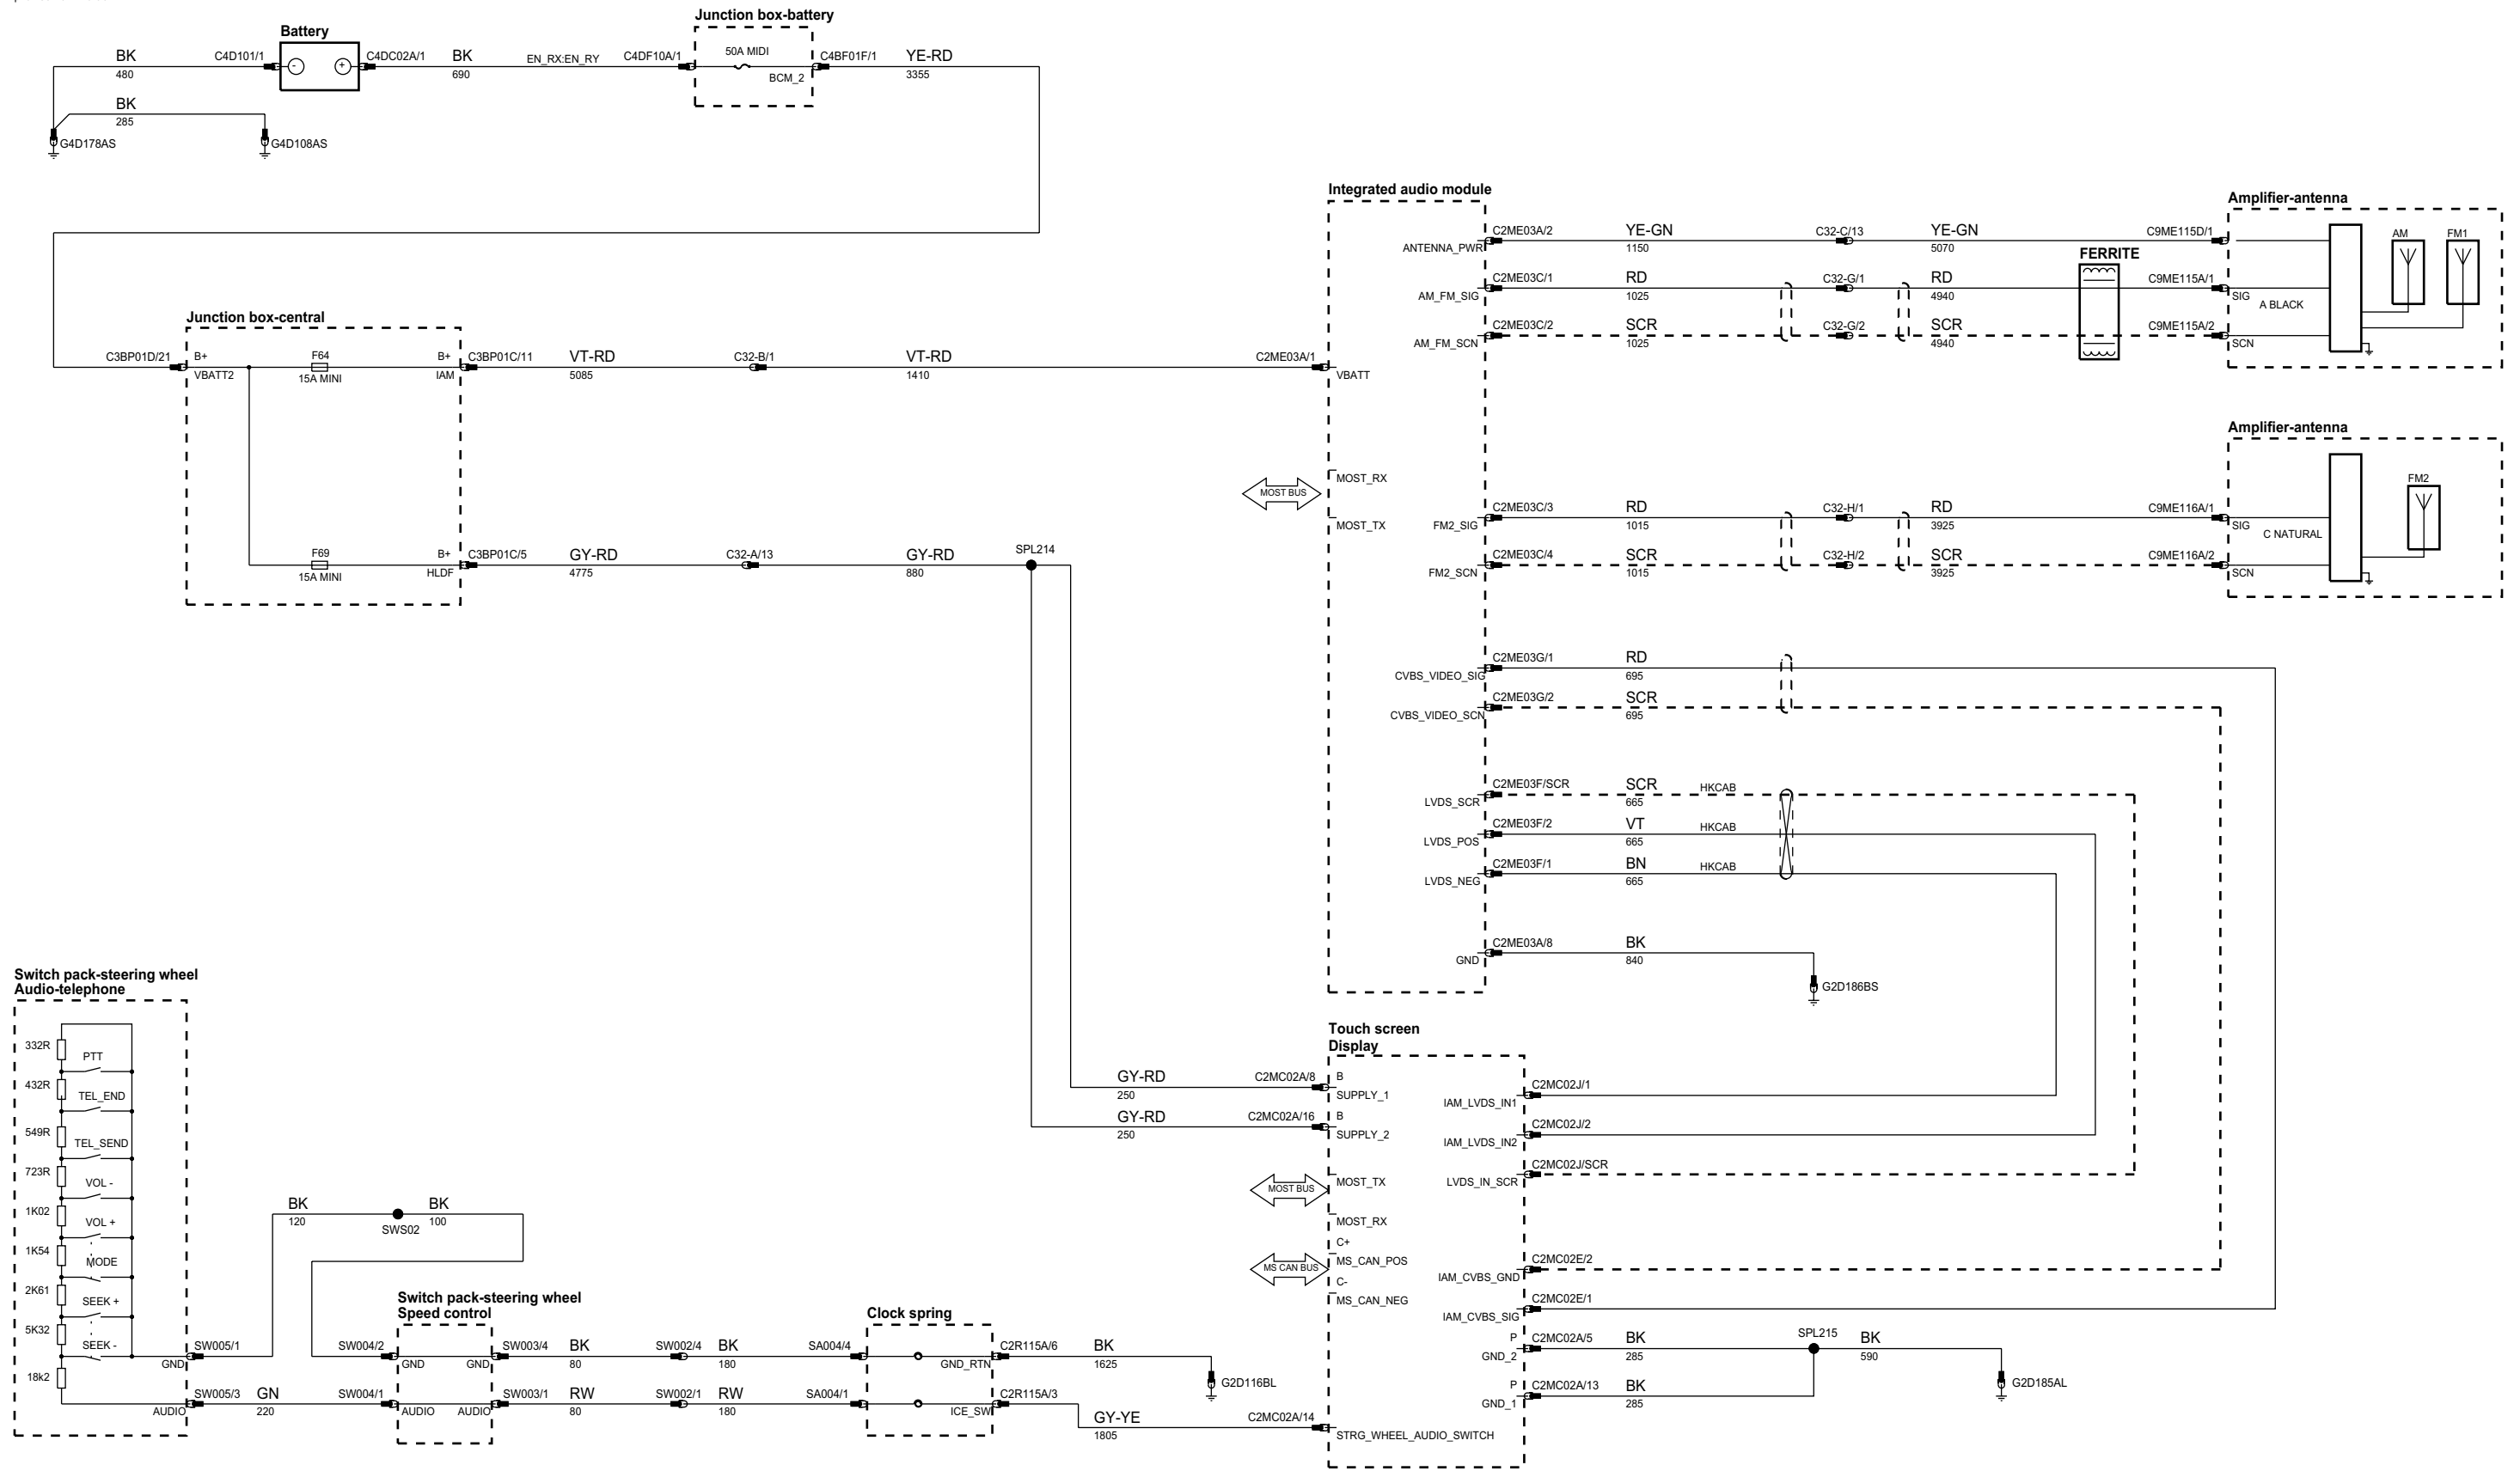 Junction box-battery
Battery
BK
480
C4D101/1
-
+
C4DC02A/1
BK
690
EN_RX:EN_RY
C4DF10A/1
50A MIDI
BCM_2
C4BF01F/1
YE-RD
3355
BK
285
G4D178AS
G4D108AS
Junction box-central
C3BP01D/21
B+
VBATT2
F64
15A MINI
B+
IAM
C3BP01C/11
VT-RD
5085
C32-B/1
VT-RD
1410
C2ME03A/1
VBATT
F69
15A MINI
B+
HLDF
C3BP01C/5
GY-RD
4775
C32-A/13
GY-RD
880
SPL214
Integrated audio module
MOST BUS
MOST_RX
MOST_TX
ANTENNA_PWR
C2ME03A/2
YE-GN
1150
C32-C/13
YE-GN
5070
C9ME115D/1
AM_FM_SIG
C2ME03C/1
RD
1025
C32-G/1
RD
4940
FERRITE
C9ME115A/1
AM_FM_SCN
C2ME03C/2
SCR
1025
C32-G/2
SCR
4940
C9ME115A/2
Amplifier-antenna
SIG
A BLACK
SCN
AM
FM1
FM2_SIG
C2ME03C/3
RD
1015
C32-H/1
RD
3925
C9ME116A/1
FM2_SCN
C2ME03C/4
SCR
1015
C32-H/2
SCR
3925
C9ME116A/2
Amplifier-antenna
SIG
C NATURAL
SCN
FM2
CVBS_VIDEO_SIG
C2ME03G/1
RD
695
CVBS_VIDEO_SCN
C2ME03G/2
SCR
695
LVDS_SCR
C2ME03F/SCR
SCR
665
HKCAB
LVDS_POS
C2ME03F/2
VT
665
HKCAB
LVDS_NEG
C2ME03F/1
BN
665
HKCAB
GND
C2ME03A/8
BK
840
G2D186BS
Touch screen
Display
GY-RD
250
C2MC02A/8
B
SUPPLY_1
GY-RD
250
C2MC02A/16
B
SUPPLY_2
MOST BUS
MOST_TX
MOST_RX
MS CAN BUS
C+
MS_CAN_POS
C-
MS_CAN_NEG
IAM_LVDS_IN1
C2MC02J/1
IAM_LVDS_IN2
C2MC02J/2
LVDS_IN_SCR
C2MC02J/SCR
IAM_CVBS_GND
C2MC02E/2
IAM_CVBS_SIG
C2MC02E/1
P
GND_2
C2MC02A/5
BK
285
SPL215
BK
590
G2D185AL
P
GND_1
C2MC02A/13
BK
285
STRG_WHEEL_AUDIO_SWITCH
Switch pack-steering wheel
Audio-telephone
332R
PTT
432R
TEL_END
549R
TEL_SEND
723R
VOL -
1K02
VOL +
1K54
MODE
2K61
SEEK +
5K32
SEEK -
18k2
GND
SW005/1
BK
120
SWS02
BK
100
AUDIO
SW005/3
GN
220
Switch pack-steering wheel
Speed control
SW004/2
GND
GND
SW003/4
BK
80
SW002/4
BK
180
SA004/4
SW004/1
AUDIO
AUDIO
SW003/1
RW
80
SW002/1
RW
180
SA004/1
Clock spring
GND_RTN
C2R115A/6
BK
1625
G2D116BL
ICE_SW
C2R115A/3
GY-YE
1805
C2MC02A/14